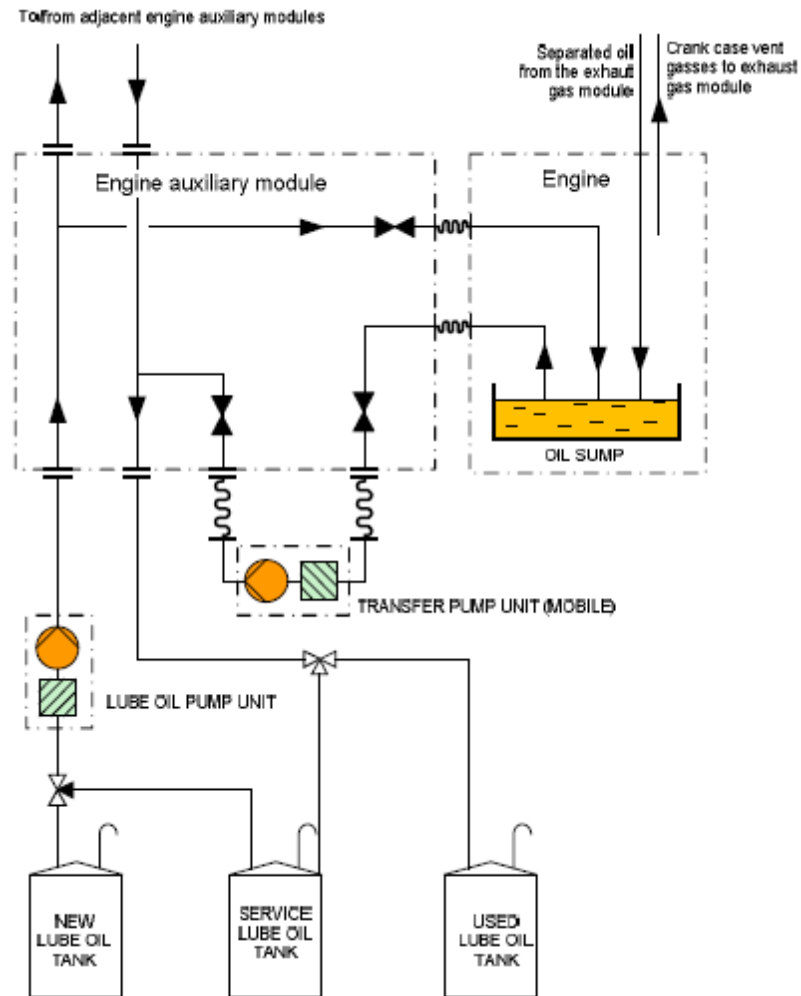 To/from adjacent engine auxiliary modules
Separated oil
from the exhaut
gas module
Crank case vent
gasses to exhaust
gas module
Engine auxiliary module
Engine
OIL SUMP
TRANSFER PUMP UNIT (MOBILE)
LUBE OIL PUMP UNIT
NEW
LUBE OIL
TANK
SERVICE
LUBE OIL
TANK
USED
LUBE OIL
TANK